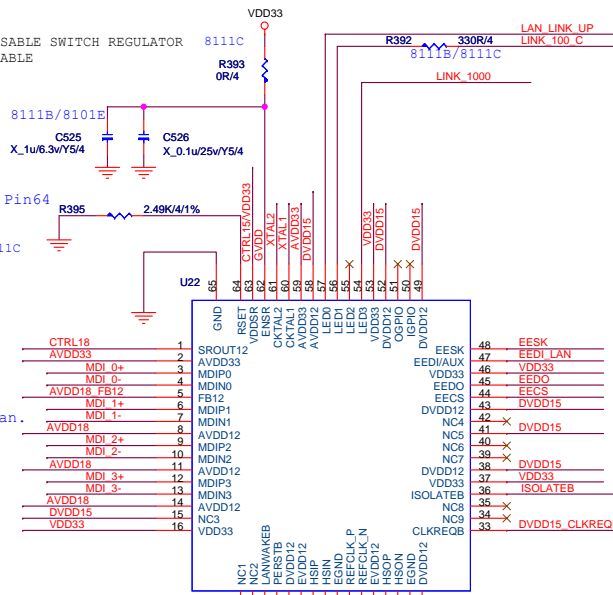 VDD33
SABLE SWITCH REGULATOR
ABLE
8111C
R393
0R/4
R392
330R/4
8111B/8111C
LAN_LINK_UP
LINK_100_C
LINK_1000
8111B/8101E
C525
X_1u/6.3v/Y5/4
C526
X_0.1u/25v/Y5/4
Pin64
R395
2.49K/4/1%
11C
CTRL15/VDD33
GVDD
XTAL2
XTAL1
AVDD33
DVDD15
VDD33
DVDD15
DVDD15
U22
65
64
63
62
61
60
59
58
57
56
55
54
53
52
51
50
49
GND
RSET
VDDSR
ENSR
CKTAL2
CKTAL1
AVDD33
AVDD12
LED0
LED1
LED2
LED3
VDD33
DVDD12
OGPIO
IGPIO
DVDD12
CTRL18 1 SROUT12
AVDD33 2 AVDD33
MDI_0+ 3 MDIP0
MDI_0- 4 MDIN0
AVDD18_FB12 5 FB12
MDI_1+ 6 MDIP1
an.
MDI_1- 7 MDIN1
AVDD18 8 AVDD12
MDI_2+ 9 MDIP2
MDI_2- 10 MDIN2
AVDD18 11 AVDD12
MDI_3+ 12 MDIP3
MDI_3- 13 MDIN3
AVDD18 14 AVDD12
DVDD15 15 NC3
VDD33 16 VDD33
EESK 48 EESK
EEDI/AUX 47 EEDI_LAN
VDD33 46 VDD33
EEDO 45 EEDO
EECS 44 EECS
DVDD12 43 DVDD15
NC4 42
NC5 41 DVDD15
NC6 40
NC7 39
DVDD12 38 DVDD15
VDD33 37 VDD33
ISOLATEB 36 ISOLATEB
NC8 35
NC9 34
CLKREQB 33 DVDD15_CLKREQ
NC1
NC2
LANWAKEB
PERSTB
DVDD12
EVDD12
HSIP
HSIN
EGND
REFCLK_P
REFCLK_N
EVDD12
HSOP
HSON
EGND
DVDD12